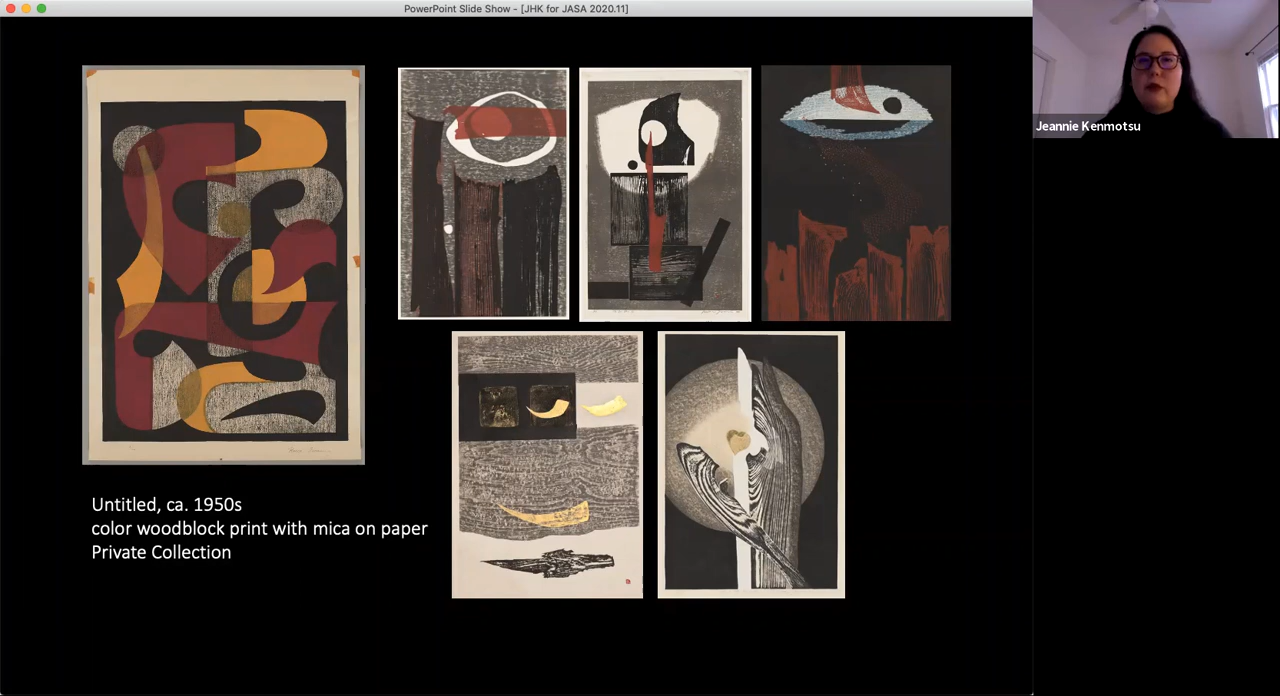 PowerPoint Slide Show - [JHK for JASA 2020.11]
Jeannie Kenmotsu
Untitled, ca. 1950s
color woodblock print with mica on paper
Private Collection